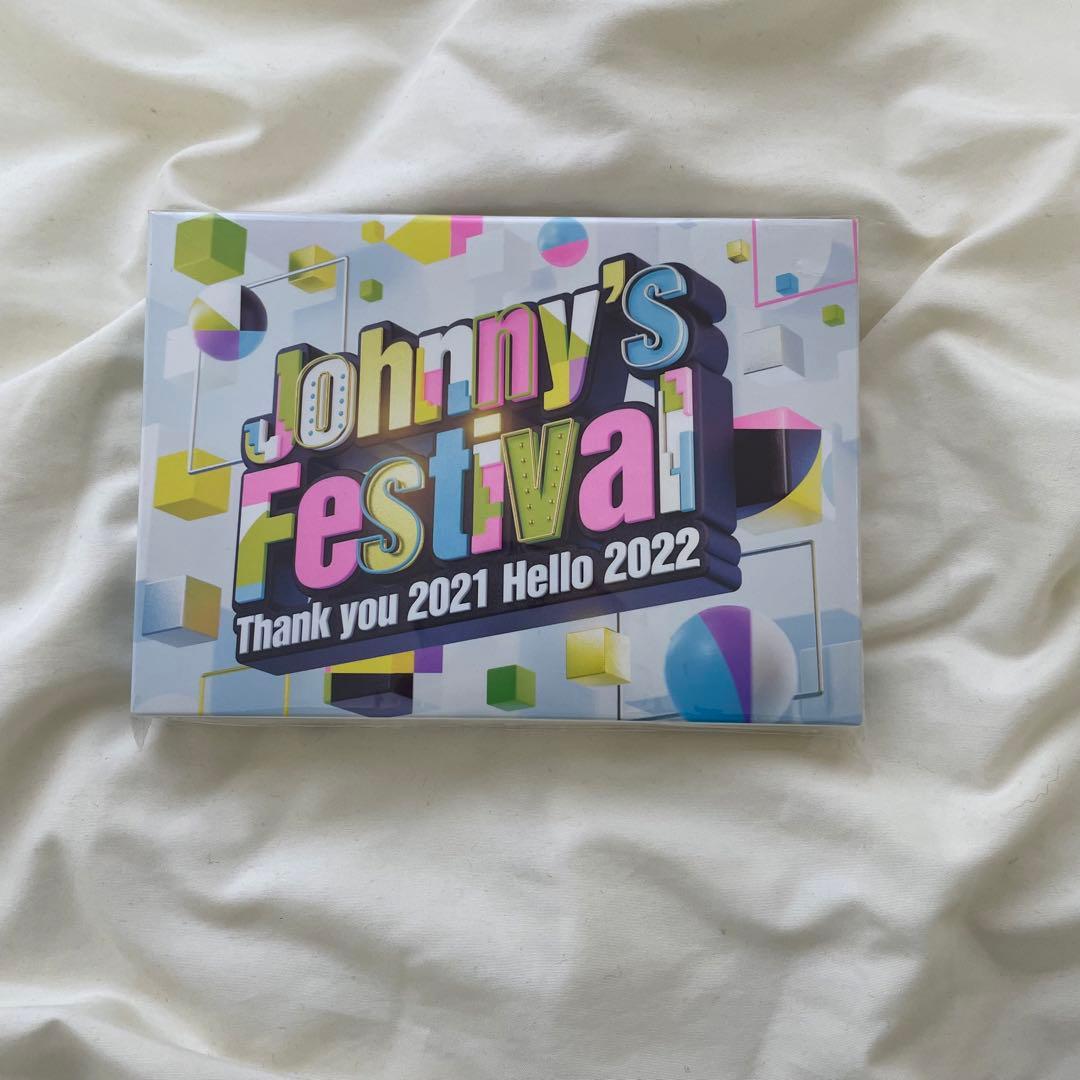 Johnny's
Festival
Thank you 2021 Hello 2022